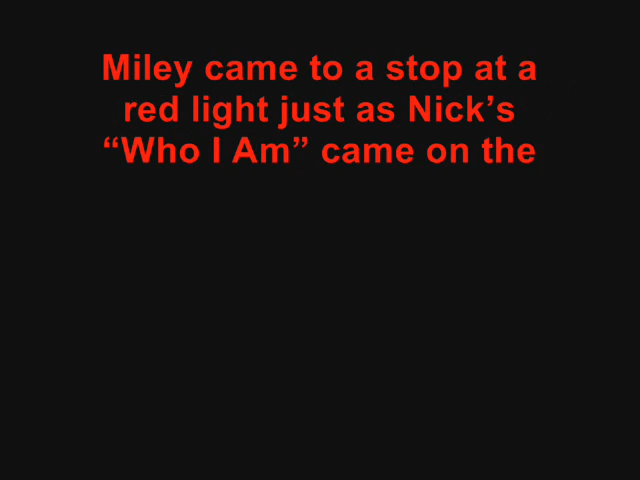 Miley came to a stop at a
red light just as Nick’s
“Who I Am” came on the